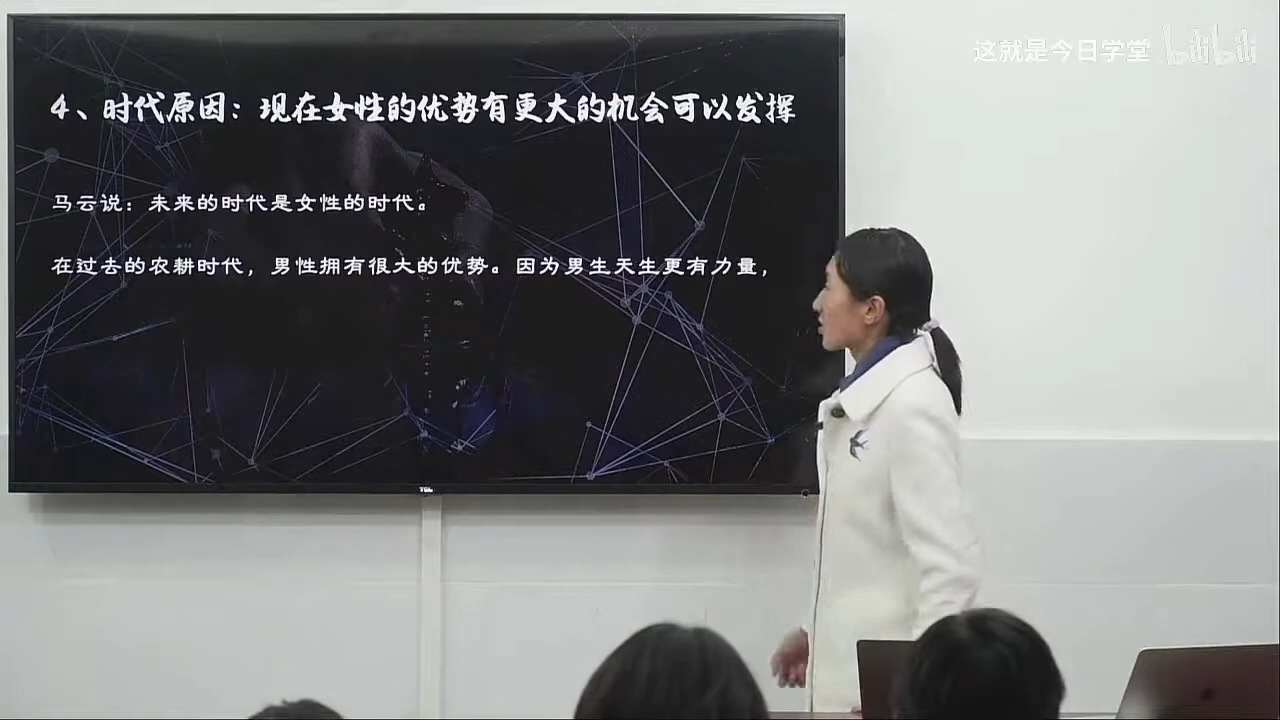 这就是今日学堂 bilibili
4、时代原因：现在女性的优势有更大的机会可以发挥
马云说：未来的时代是女性的时代。
在过去的农耕时代，男性拥有很大的优势。因为男生天生更有力量，
TCL